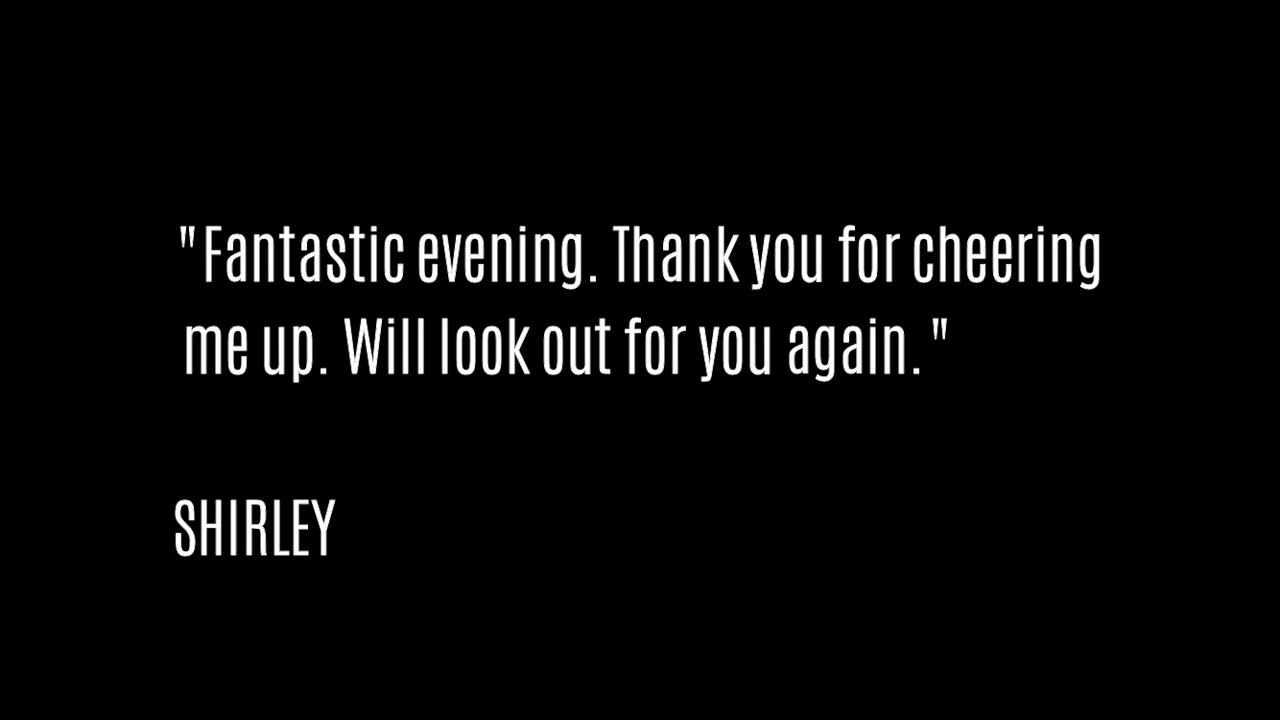 "Fantastic evening. Thank you for cheering
me up. Will look out for you again. "
SHIRLEY